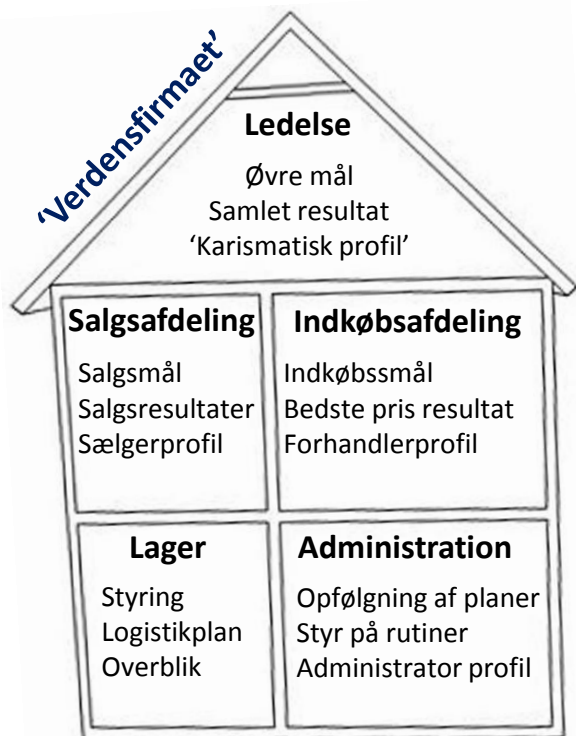 'Verdensfirmaet'
Ledelse
Øvre mål
Samlet resultat
'Karismatisk profil'
Salgsafdeling
Salgsmål
Salgsresultater
Sælgerprofil
Indkøbsafdeling
Indkøbssmål
Bedste pris resultat
Forhandlerprofil
Lager
Styring
Logistikplan
Overblik
Administration
Opfølgning af planer
Styr på rutiner
Administrator profil